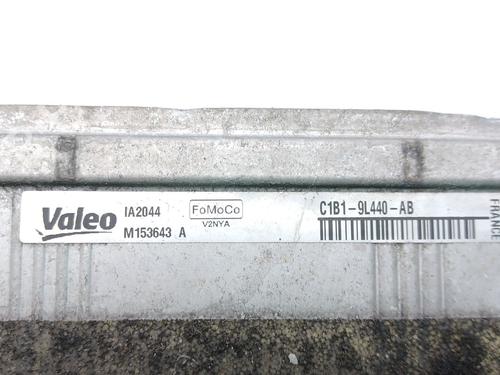 Valeo
IA2044
M153643 A
FoMoCo
V2NYA
C1B1-9L440-AB
FRANCE